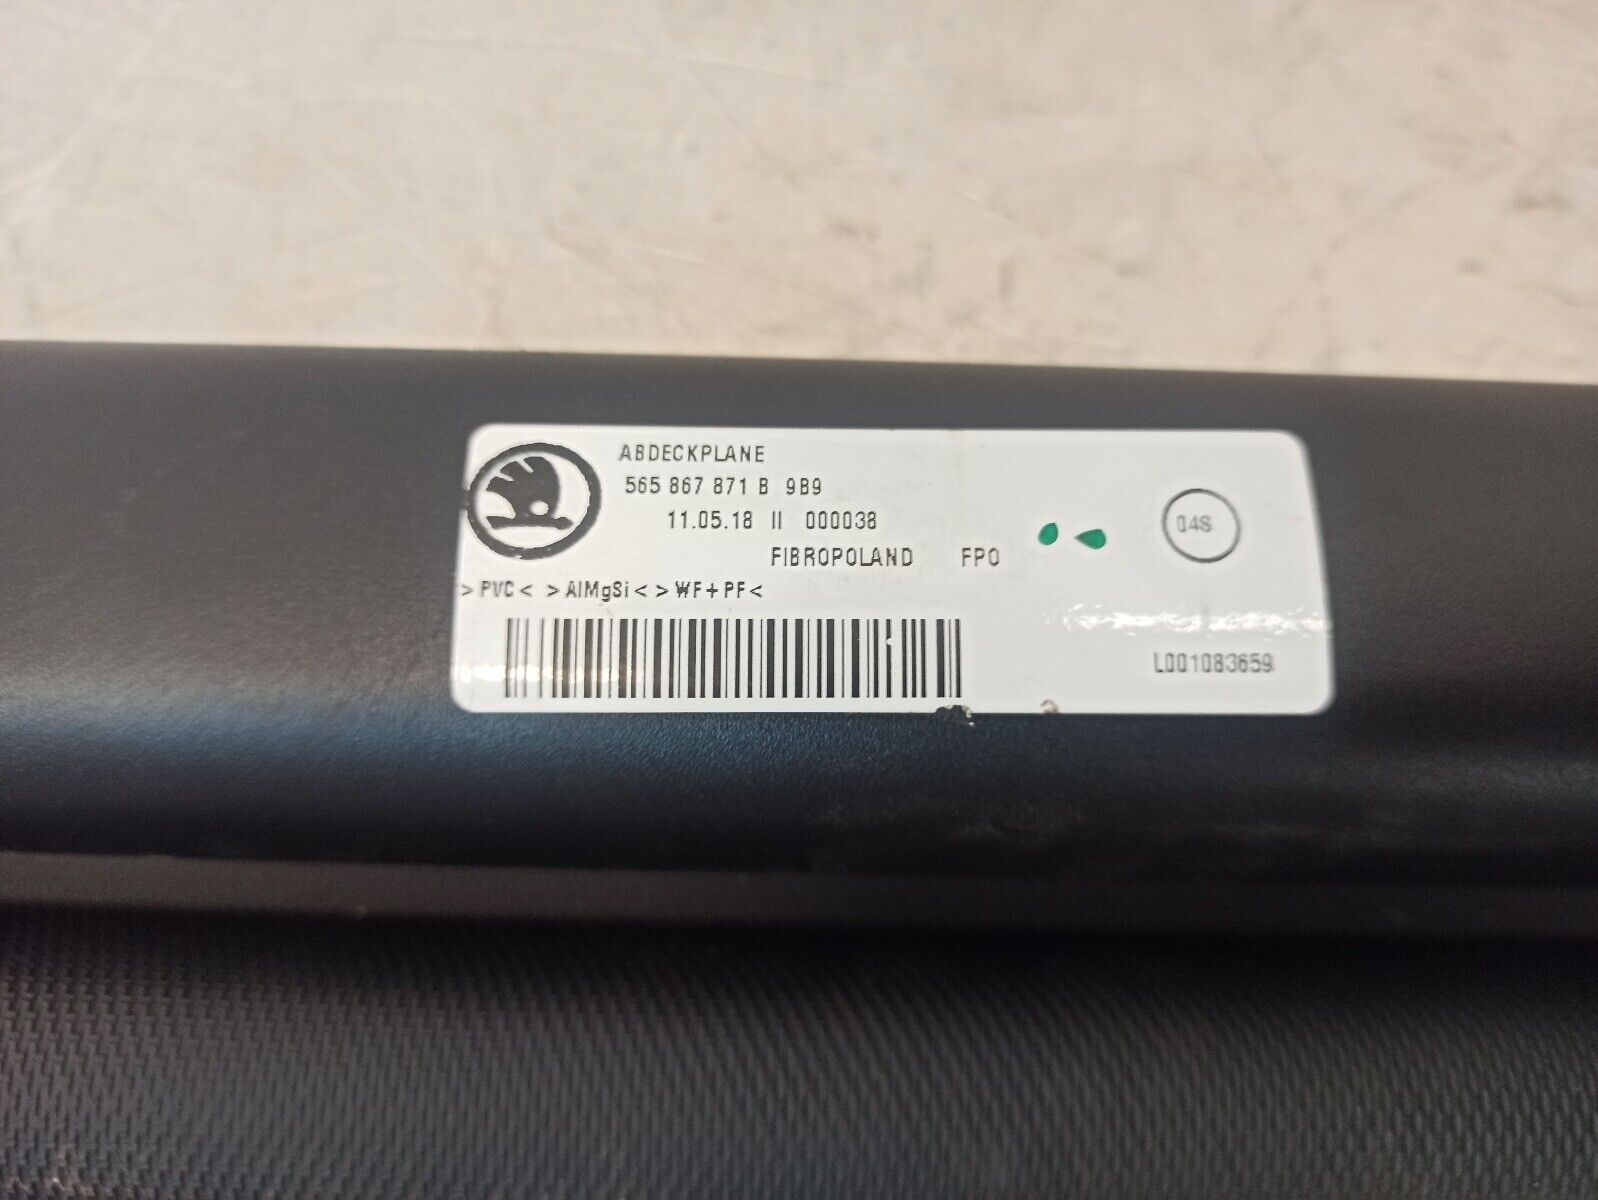 ABDECKPLANE
565 867 871 B 9B9
11.05.18 II 000038
FIBROPOLAND FPO
04S
>PVC< >AlMgSi< >WF+PF<
L001083659